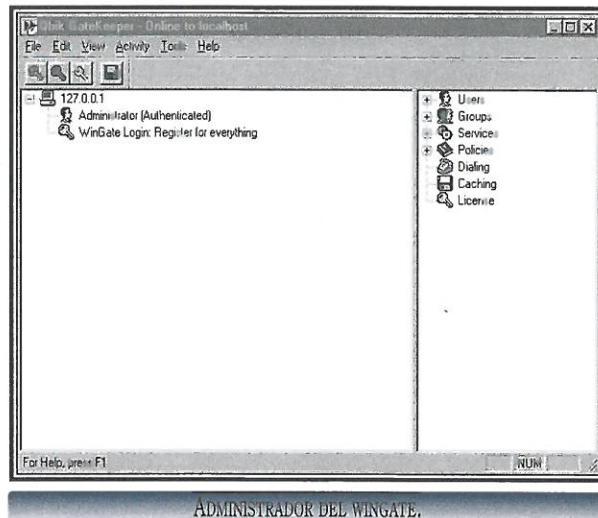 Qbik GateKeeper - Online to localhost
File Edit View Activity Tools Help
127.0.0.1
Administrator (Authenticated)
WinGate Login: Register for everything
Users
Groups
Services
Policies
Dialing
Caching
License
For Help, press F1
NUM
ADMINISTRADOR DEL WINGATE.